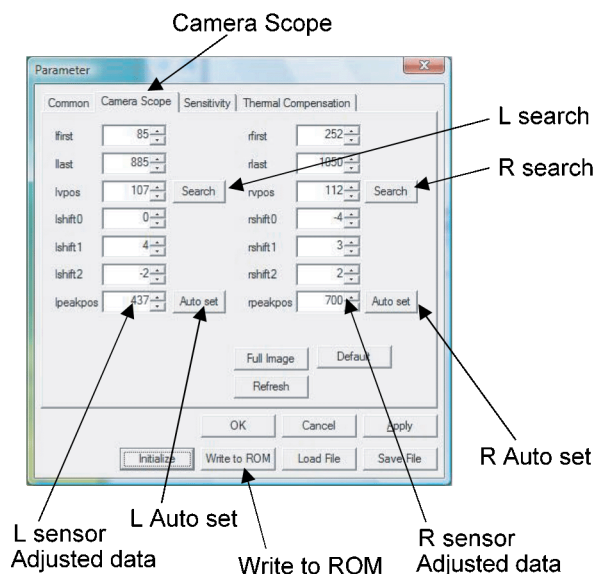 Camera Scope
Parameter
Common Camera Scope Sensitivity Thermal Compensation
lfirst 85 rfirst 252
llast 885 rlast 1050
lvpos 107 Search rvpos 112 Search
lshift0 0 rshift0 -4
lshift1 4 rshift1 3
lshift2 -2 rshift2 2
lpeakpos 437 Auto set rpeakpos 700 Auto set
Full Image Default
Refresh
OK Cancel Apply
Initialize Write to ROM Load File Save File
L search
R search
R Auto set
L sensor
Adjusted data
L Auto set
Write to ROM
R sensor
Adjusted data